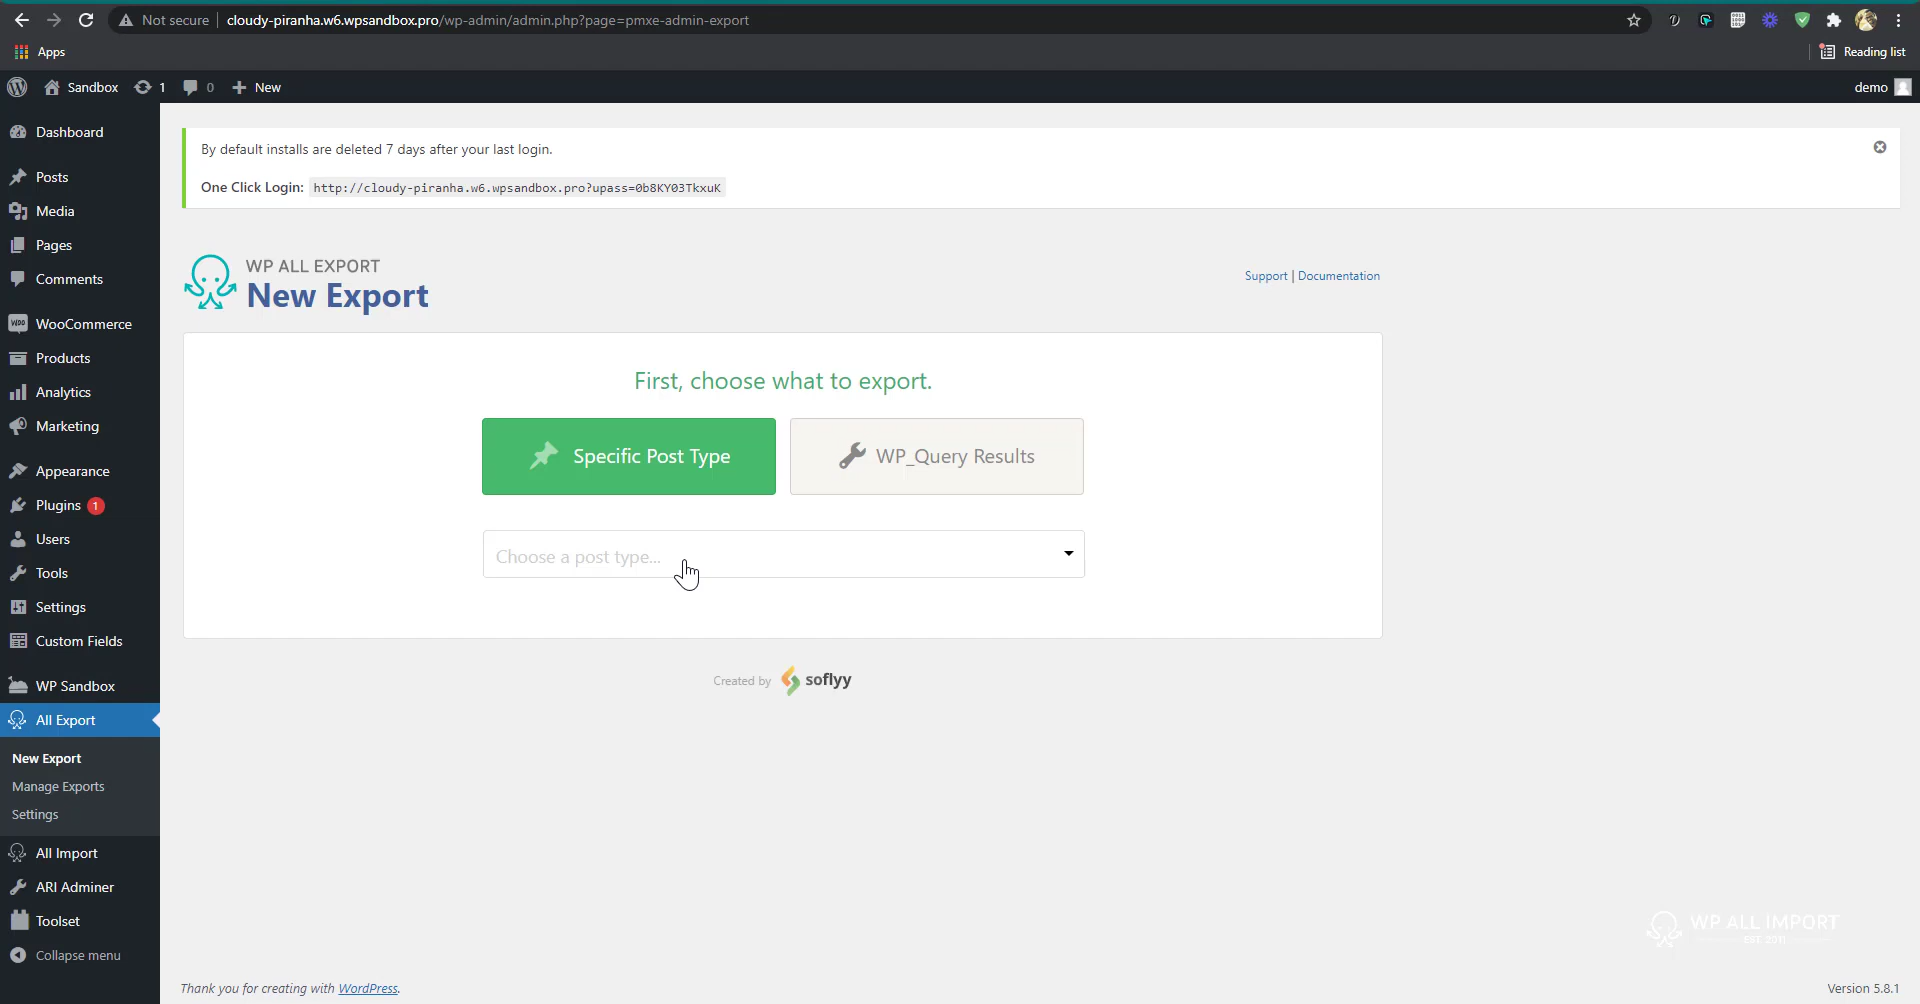 Not secure
cloudy-piranha.w6.wpsandbox.pro/wp-admin/admin.php?page=pmxe-admin-export
Apps
Reading list
Sandbox
1
0
New
demo
Dashboard
Posts
Media
Pages
Comments
WooCommerce
Products
Analytics
Marketing
Appearance
Plugins 1
Users
Tools
Settings
Custom Fields
WP Sandbox
All Export
New Export
Manage Exports
Settings
All Import
ARI Adminer
Toolset
Collapse menu
By default installs are deleted 7 days after your last login.
One Click Login: http://cloudy-piranha.w6.wpsandbox.pro?upass=0b8KY03TkxuK
WP ALL EXPORT
New Export
Support | Documentation
First, choose what to export.
Specific Post Type
WP_Query Results
Choose a post type...
Created by soflyy
WP ALL IMPORT
EST. 2011
Thank you for creating with WordPress.
Version 5.8.1